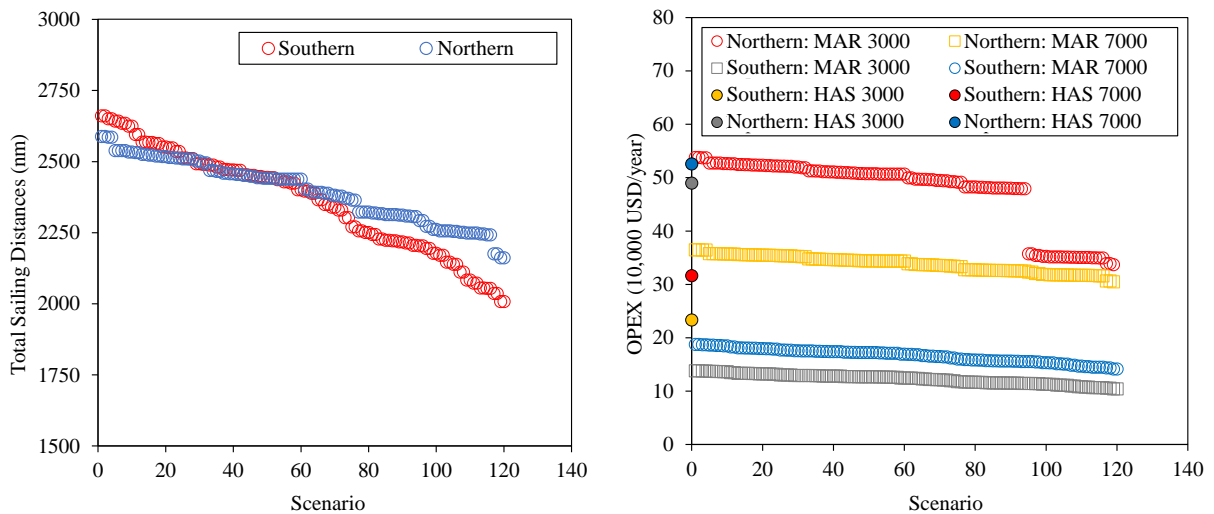 Total Sailing Distances (nm)
3000
2750
2500
2250
2000
1750
1500
Southern Northern
0 20 40 60 80 100 120 140
Scenario
OPEX (10,000 USD/year)
80
70
60
50
40
30
20
10
0
Northern: MAR 3000 Northern: MAR 7000
Southern: MAR 3000 Southern: MAR 7000
Southern: HAS 3000 Southern: HAS 7000
Northern: HAS 3000 Northern: HAS 7000
0 20 40 60 80 100 120 140
Scenario